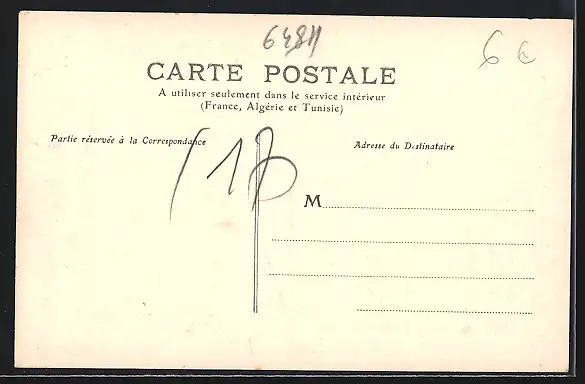 6 €
CARTE POSTALE
A utiliser seulement dans le service intérieur
(France, Algérie et Tunisie)
Partie réservée à la Correspondance
Adresse du Destinataire
M